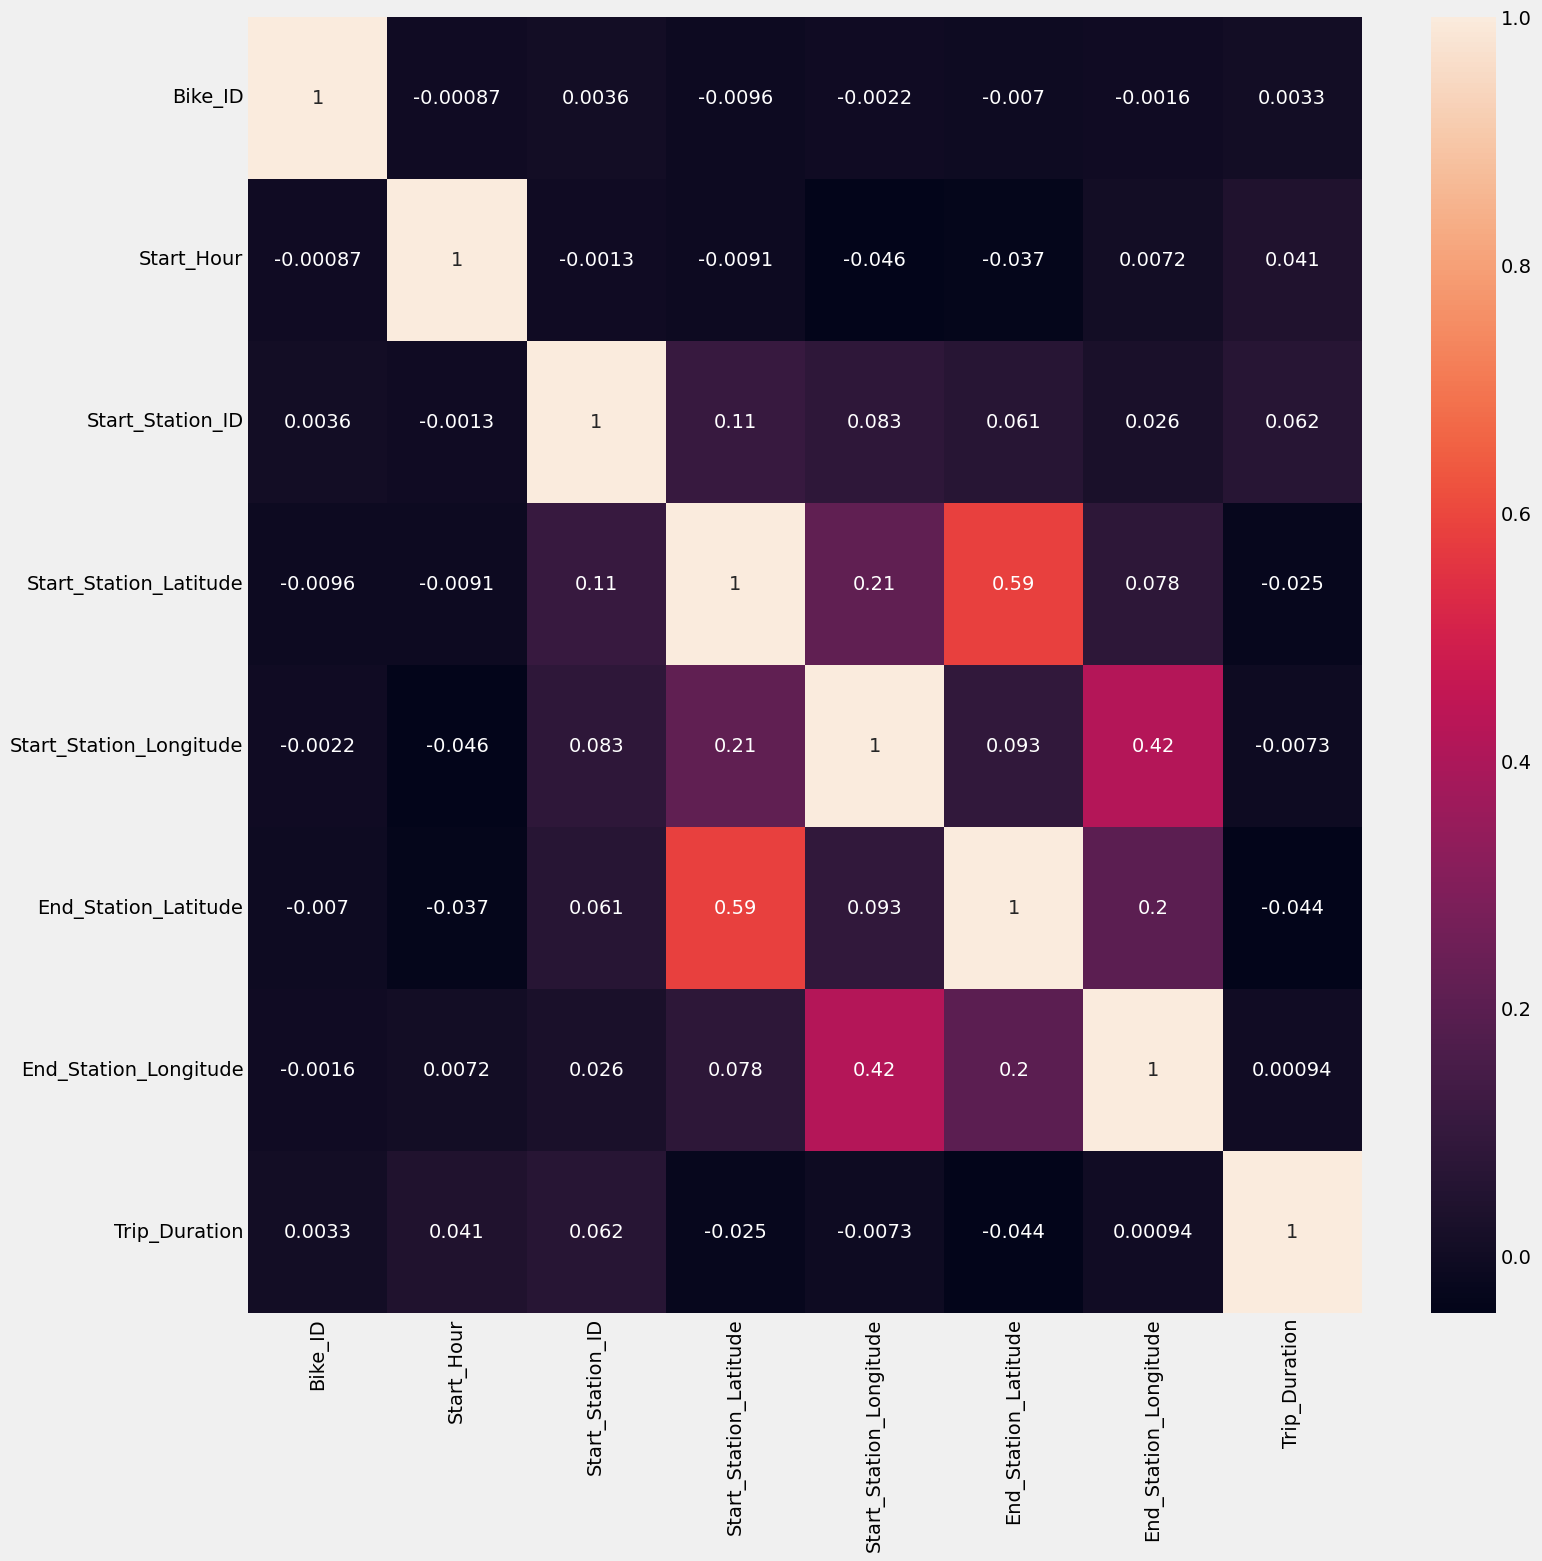 1.0
Bike_ID 1 -0.00087 0.0036 -0.0096 -0.0022 -0.007 -0.0016 0.0033
Start_Hour -0.00087 1 -0.0013 -0.0091 -0.046 -0.037 0.0072 0.041
0.8
Start_Station_ID 0.0036 -0.0013 1 0.11 0.083 0.061 0.026 0.062
0.6
Start_Station_Latitude -0.0096 -0.0091 0.11 1 0.21 0.59 0.078 -0.025
Start_Station_Longitude -0.0022 -0.046 0.083 0.21 1 0.093 0.42 -0.0073
0.4
End_Station_Latitude -0.007 -0.037 0.061 0.59 0.093 1 0.2 -0.044
0.2
End_Station_Longitude -0.0016 0.0072 0.026 0.078 0.42 0.2 1 0.00094
Trip_Duration 0.0033 0.041 0.062 -0.025 -0.0073 -0.044 0.00094 1
0.0
Bike_ID
Start_Hour
Start_Station_ID
Start_Station_Latitude
Start_Station_Longitude
End_Station_Latitude
End_Station_Longitude
Trip_Duration